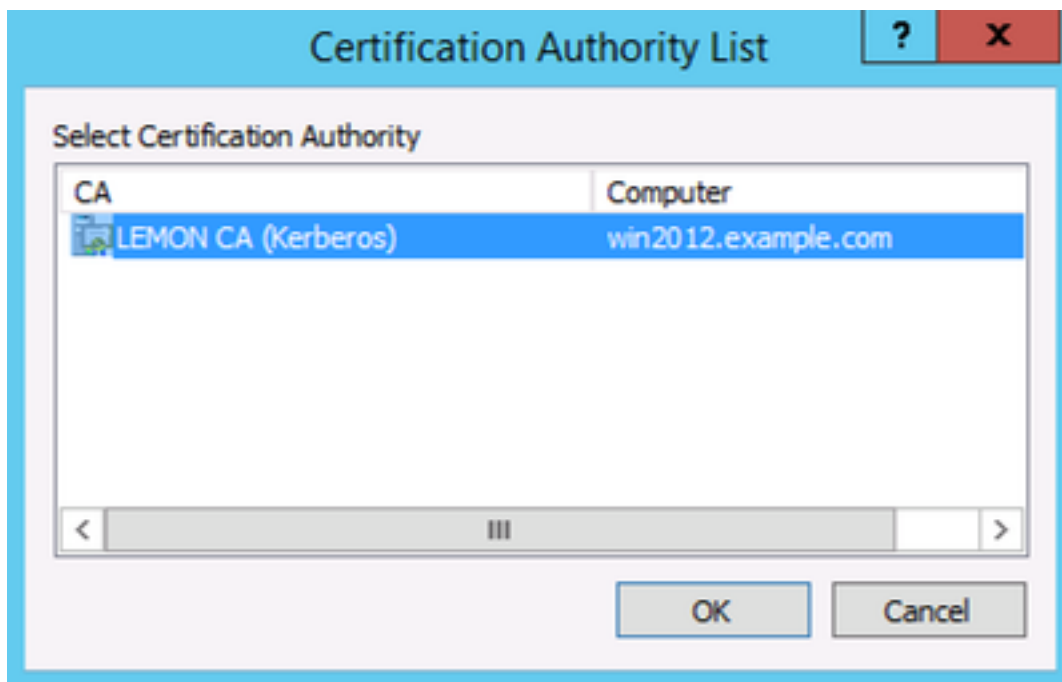 Certification Authority List
? x
Select Certification Authority
CA Computer
LEMON CA (Kerberos) win2012.example.com
< III >
OK Cancel